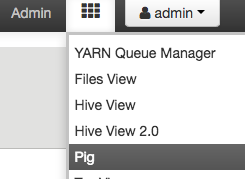 Admin
admin
YARN Queue Manager
Files View
Hive View
Hive View 2.0
Pig